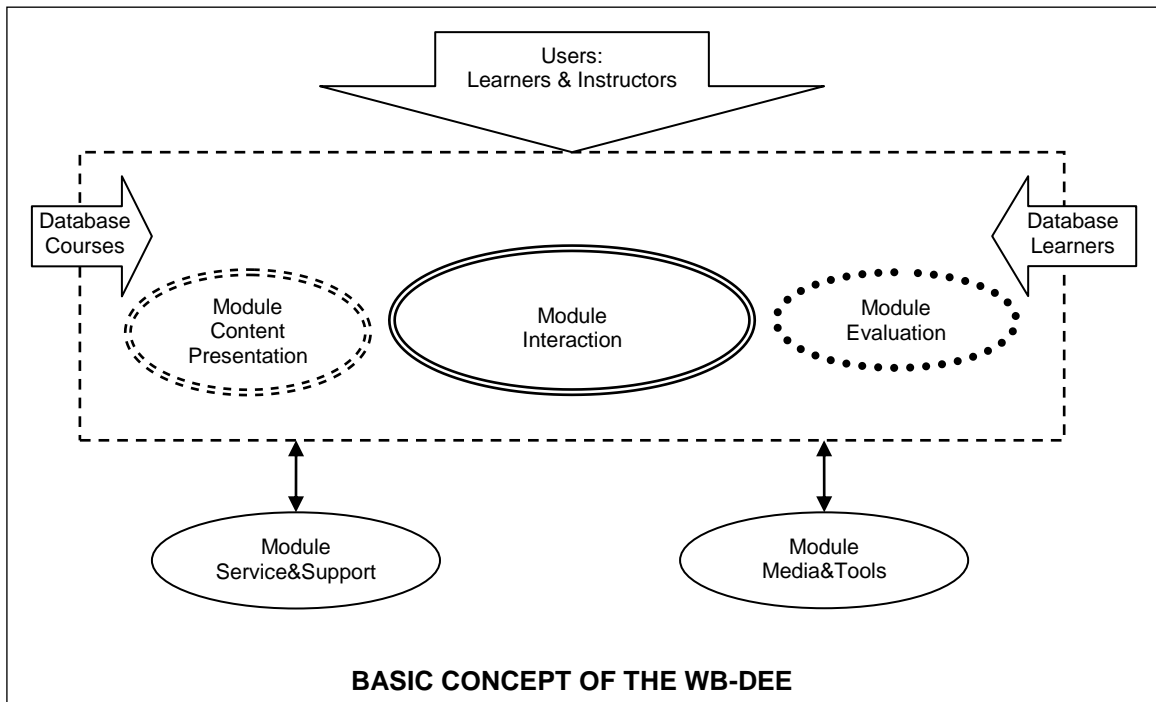 Users:
Learners & Instructors
Database
Courses
Database
Learners
Module
Content
Presentation
Module
Interaction
Module
Evaluation
Module
Service&Support
Module
Media&Tools
BASIC CONCEPT OF THE WB-DEE